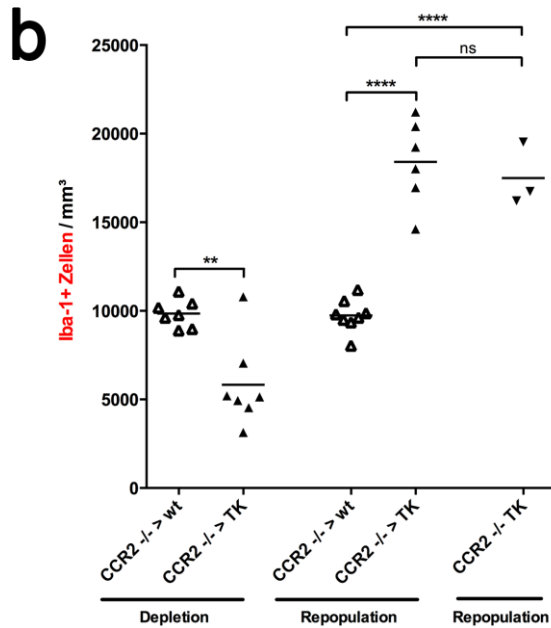 b
****
ns
****
**
25000
20000
15000
10000
5000
0
Iba-1+ Zellen / mm³
CCR2 -/- > wt
CCR2 -/- > TK
CCR2 -/- > wt
CCR2 -/- > TK
CCR2 -/- TK
Depletion
Repopulation
Repopulation